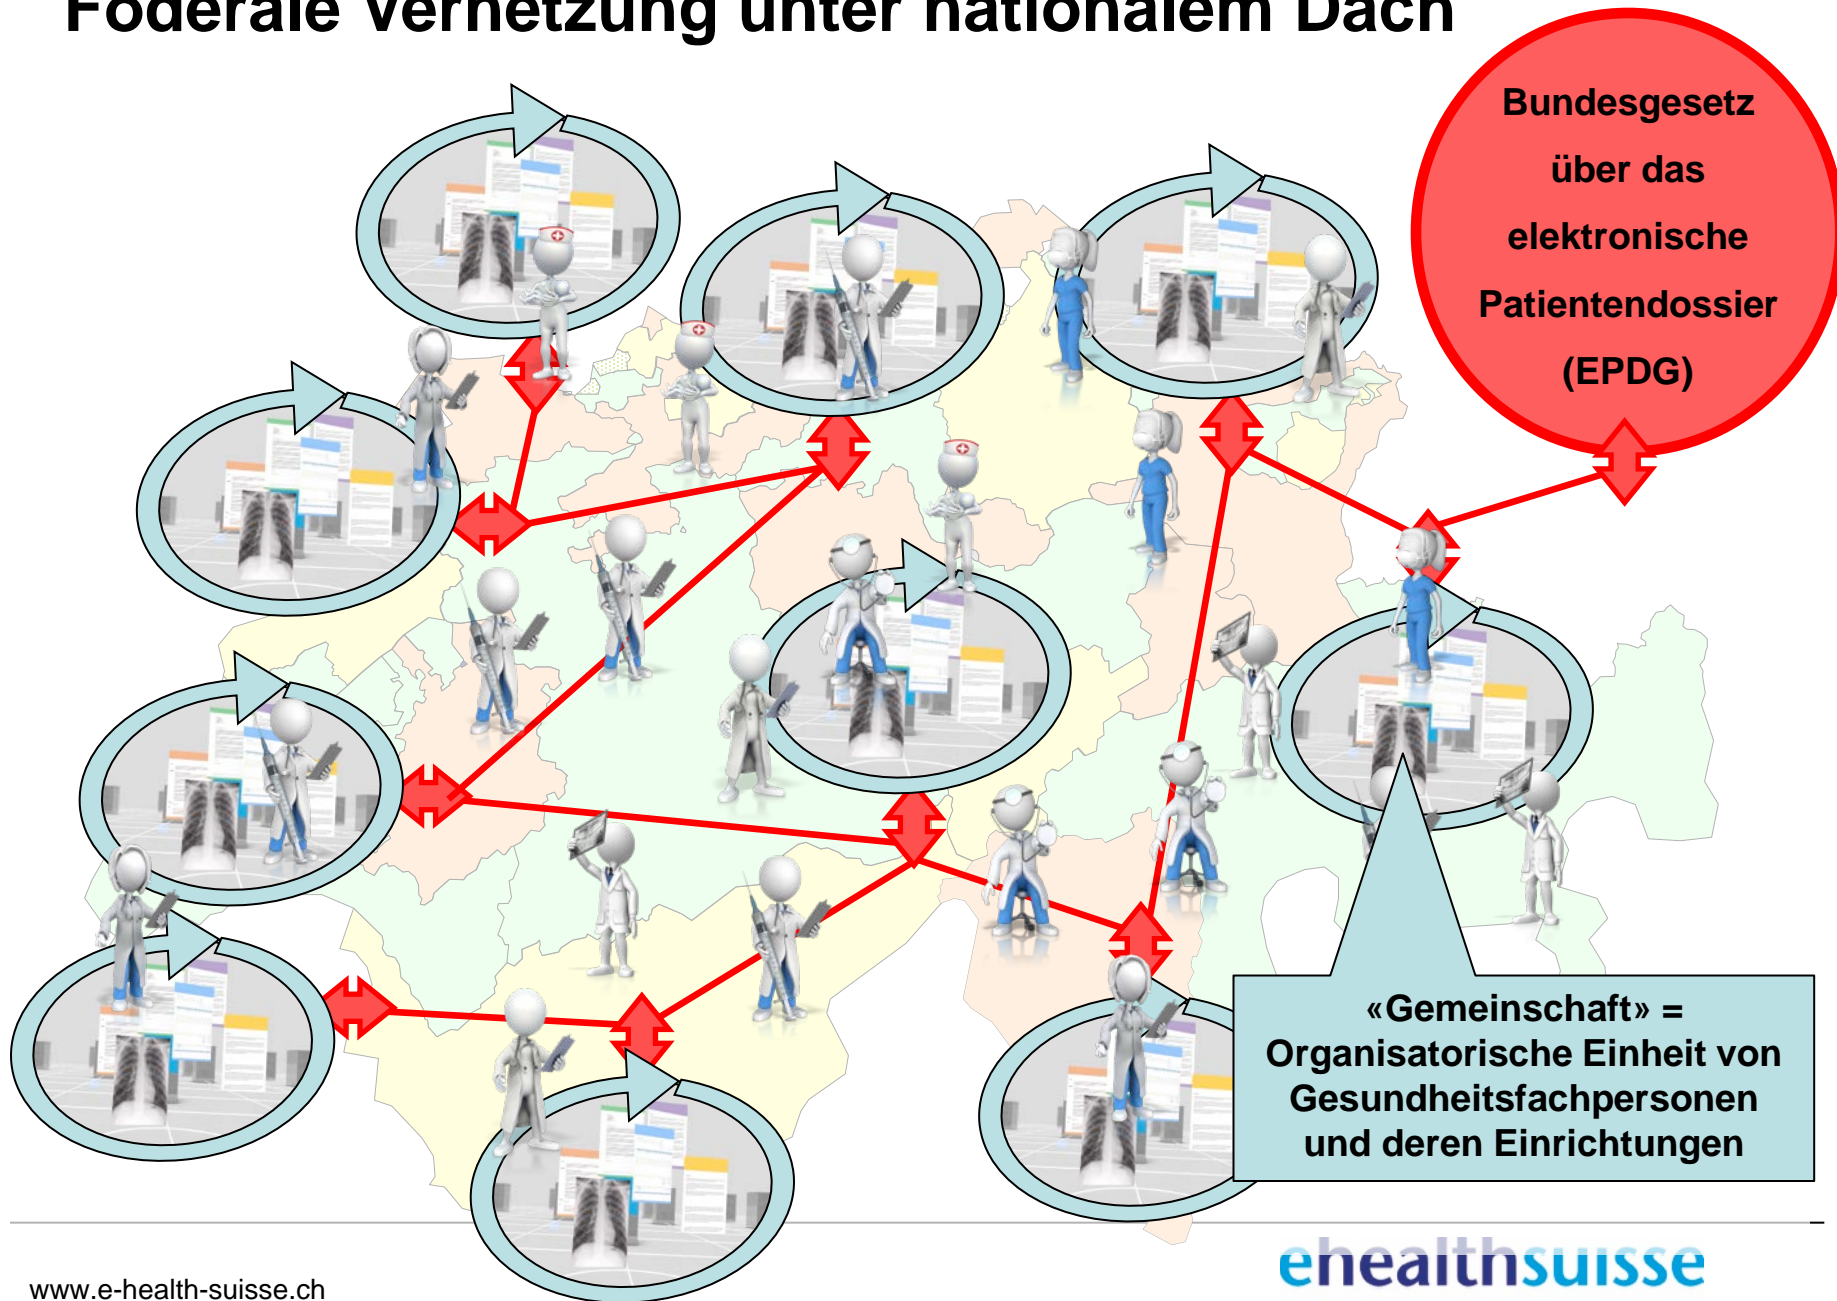 Föderale Vernetzung unter nationalem Dach
Bundesgesetz
über das
elektronische
Patientendossier
(EPDG)
«Gemeinschaft» =
Organisatorische Einheit von
Gesundheitsfachpersonen
und deren Einrichtungen
www.e-health-suisse.ch
ehealthsuisse